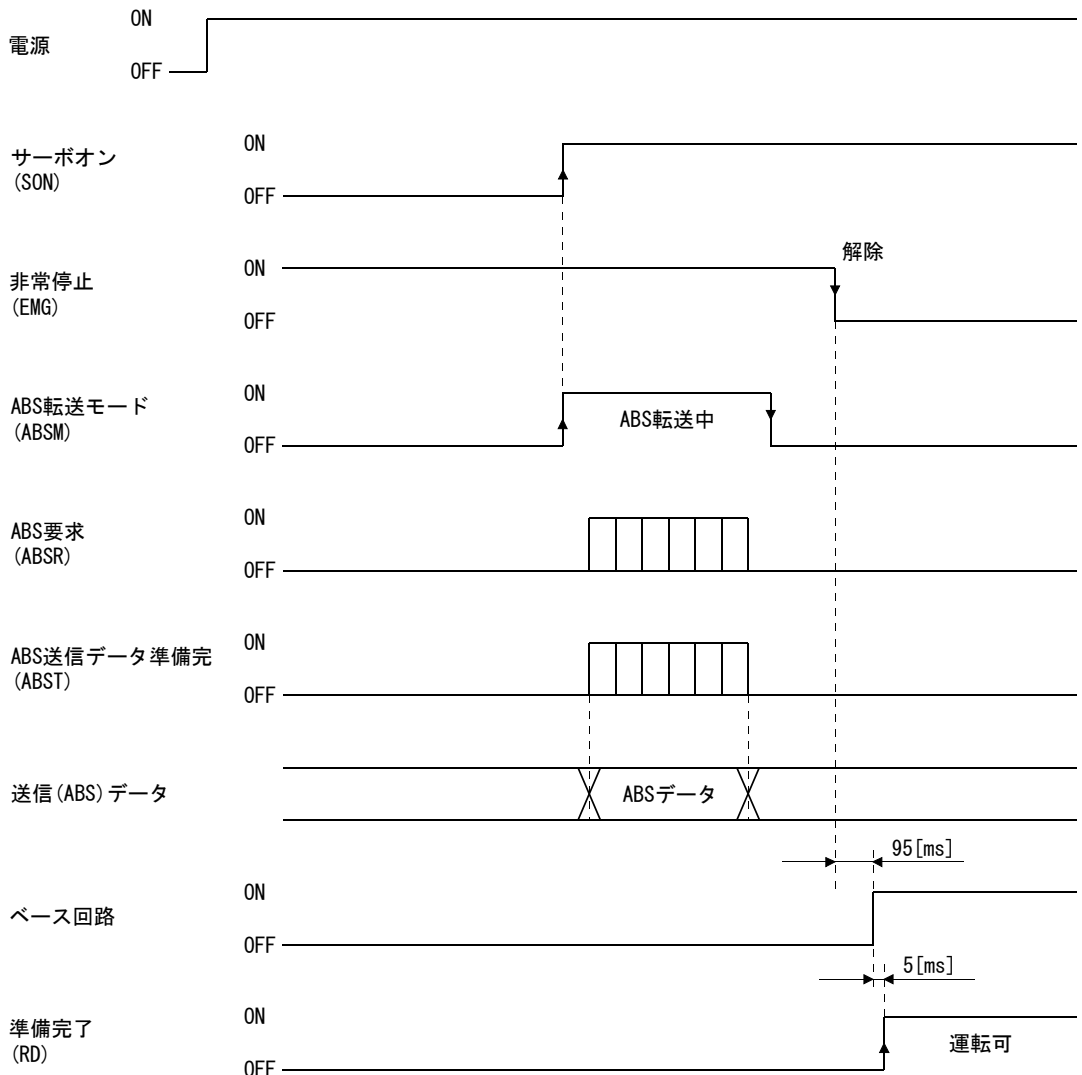 電源
ON
OFF
サーボオン
(SON)
ON
OFF
非常停止
(EMG)
ON
OFF
解除
ABS転送モード
(ABSM)
ON
OFF
ABS転送中
ABS要求
(ABSR)
ON
OFF
ABS送信データ準備完
(ABST)
ON
OFF
送信(ABS)データ
ABSデータ
95[ms]
ベース回路
ON
OFF
5[ms]
準備完了
(RD)
ON
OFF
運転可